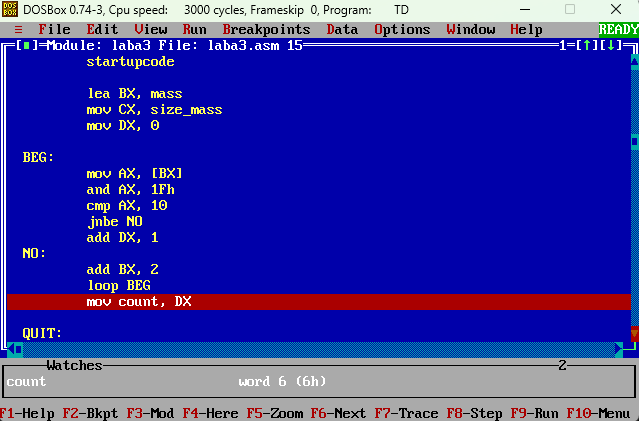 DOS BOX DOSBox 0.74-3, Cpu speed: 3000 cycles, Frameskip 0, Program: TD
≡ File Edit View Run Breakpoints Data Options Window Help READY
[■]=Module: laba3 File: laba3.asm 15 1=[↑][↓]
startupcode
lea BX, mass
mov CX, size_mass
mov DX, 0
BEG:
mov AX, [BX]
and AX, 1Fh
cmp AX, 10
jnbe NO
add DX, 1
NO:
add BX, 2
loop BEG
mov count, DX
QUIT:
Watches 2
count word 6 (6h)
F1-Help F2-Bkpt F3-Mod F4-Here F5-Zoom F6-Next F7-Trace F8-Step F9-Run F10-Menu